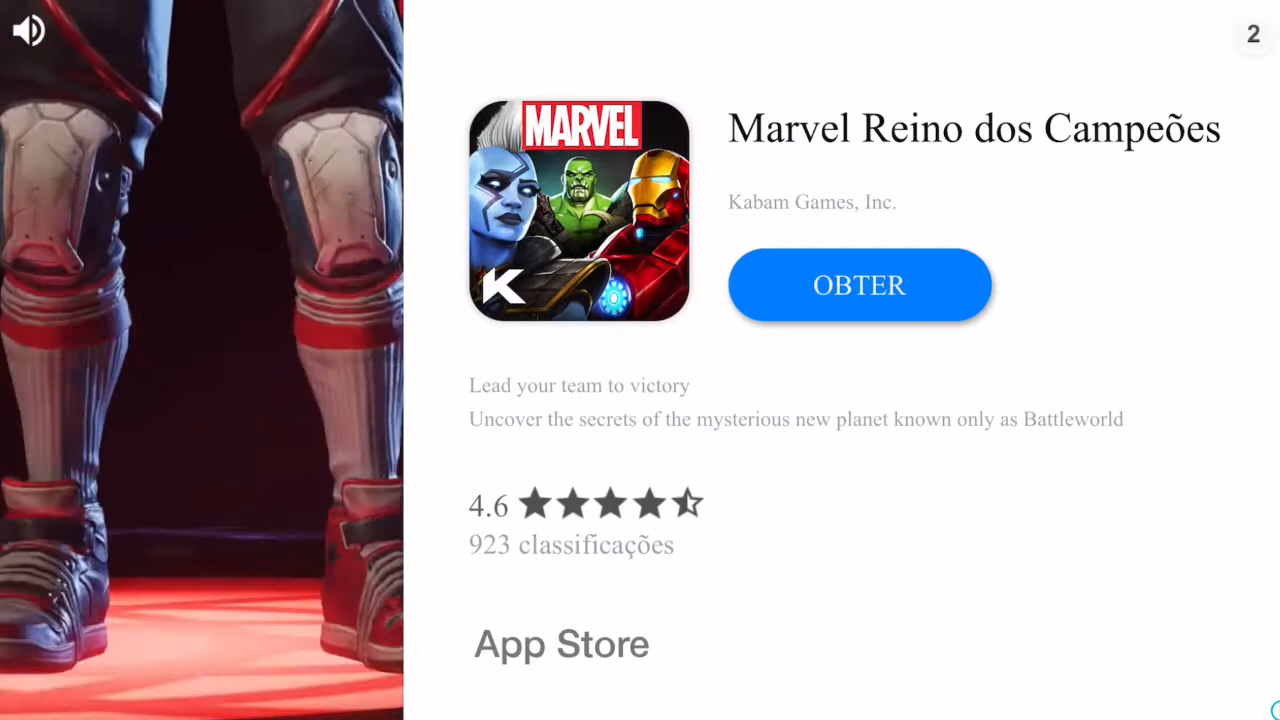 2
MARVEL
K
Marvel Reino dos Campeões
Kabam Games, Inc.
OBTER
Lead your team to victory
Uncover the secrets of the mysterious new planet known only as Battleworld
4.6
923 classificações
App Store